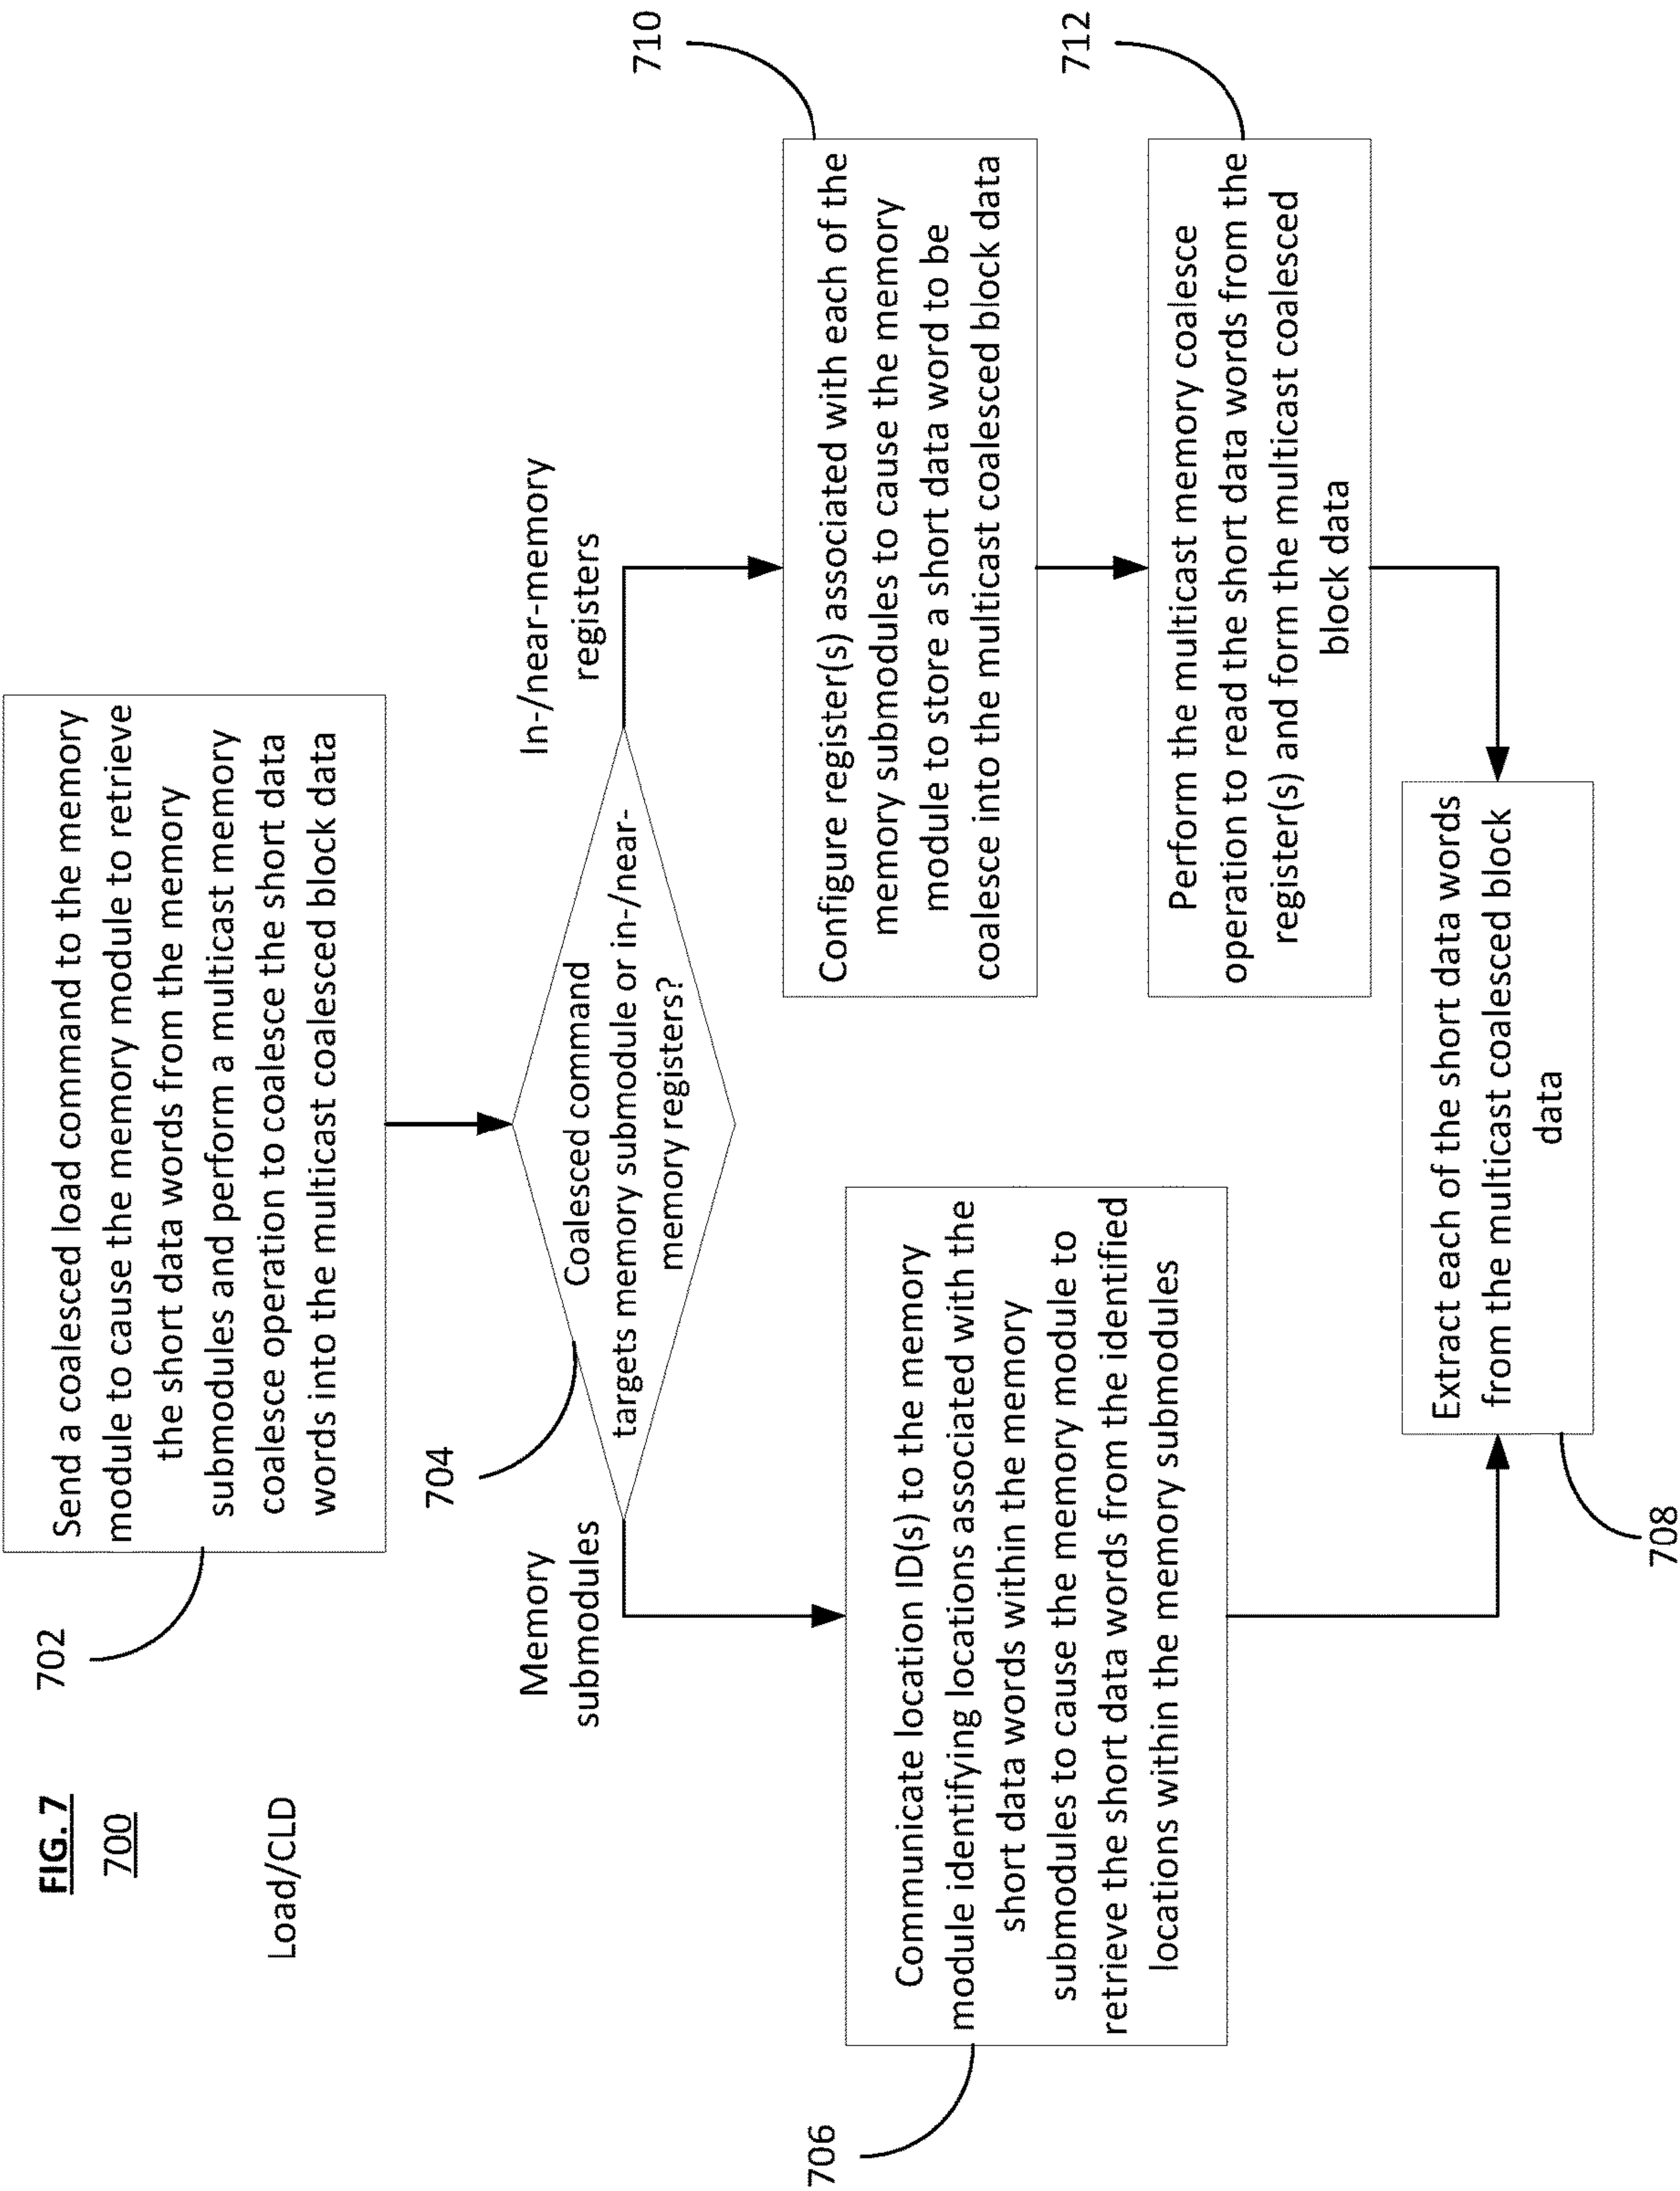 FIG. 7
700
Load/CLD
702
Send a coalesced load command to the memory
module to cause the memory module to retrieve
the short data words from the memory
submodules and perform a multicast memory
coalesce operation to coalesce the short data
words into the multicast coalesced block data
704
Coalesced command
targets memory submodule or in-/near-
memory registers?
Memory
submodules
In-/near-memory
registers
706
Communicate location ID(s) to the memory
module identifying locations associated with the
short data words within the memory
submodules to cause the memory module to
retrieve the short data words from the identified
locations within the memory submodules
710
Configure register(s) associated with each of the
memory submodules to cause the memory
module to store a short data word to be
coalesce into the multicast coalesced block data
712
Perform the multicast memory coalesce
operation to read the short data words from the
register(s) and form the multicast coalesced
block data
708
Extract each of the short data words
from the multicast coalesced block
data